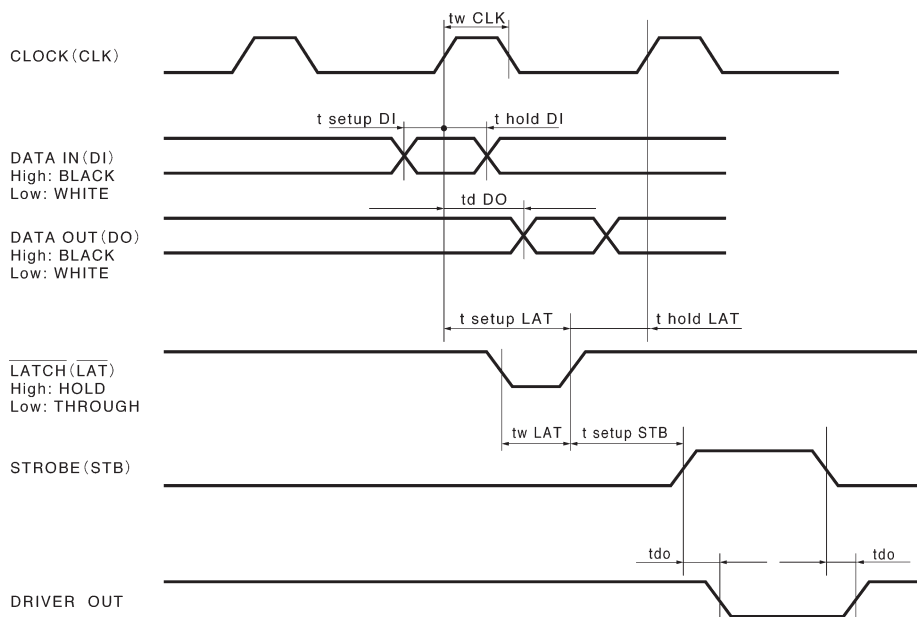 tw CLK
CLOCK(CLK)
t setup DI
t hold DI
DATA IN(DI)
High: BLACK
Low: WHITE
td DO
DATA OUT(DO)
High: BLACK
Low: WHITE
t setup LAT
t hold LAT
LATCH(LAT)
High: HOLD
Low: THROUGH
tw LAT
t setup STB
STROBE(STB)
tdo
tdo
DRIVER OUT